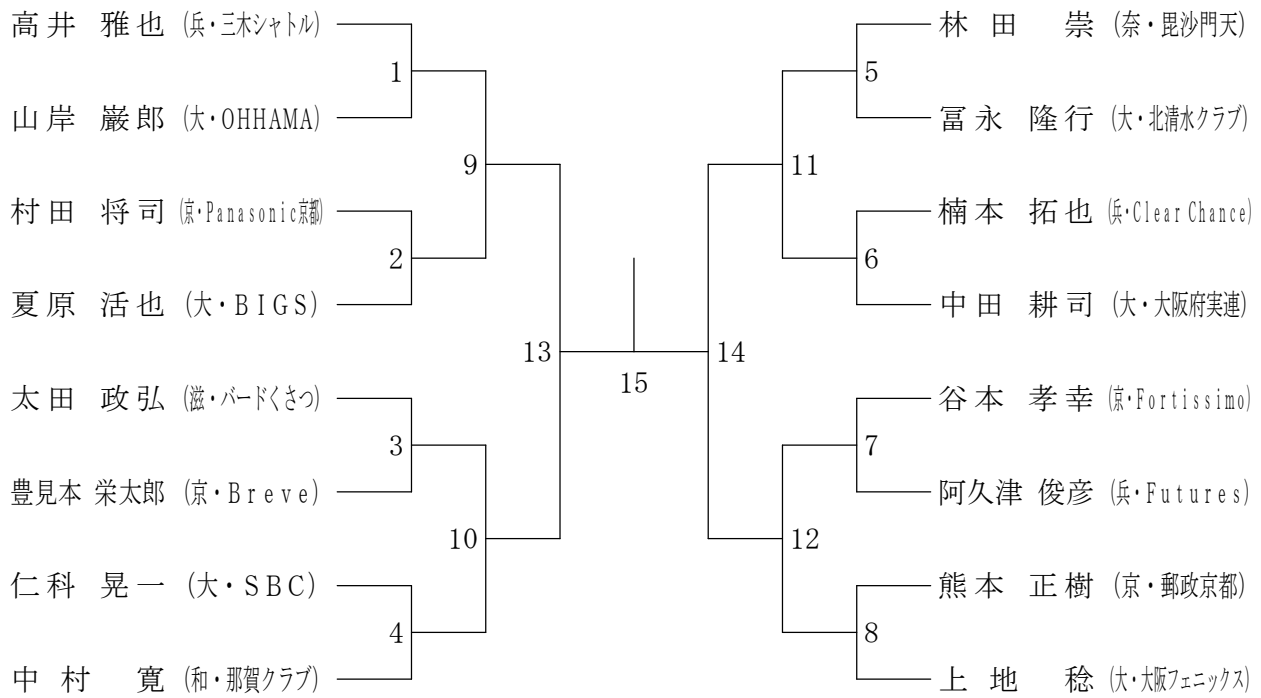 高井 雅也 (兵・三木シャトル)
1
山岸 巌郎 (大・OHHAMA)
9
村田 将司 (京・Panasonic京都)
2
夏原 活也 (大・BIGS)
13
太田 政弘 (滋・バードくさつ)
3
豊見本 栄太郎 (京・Breve)
10
仁科 晃一 (大・SBC)
4
中村 寛 (和・那賀クラブ)
15
林田 崇 (奈・毘沙門天)
5
冨永 隆行 (大・北清水クラブ)
11
楠本 拓也 (兵・Clear Chance)
6
中田 耕司 (大・大阪府実連)
14
谷本 孝幸 (京・Fortissimo)
7
阿久津 俊彦 (兵・Futures)
12
熊本 正樹 (京・郵政京都)
8
上地 稔 (大・大阪フェニックス)